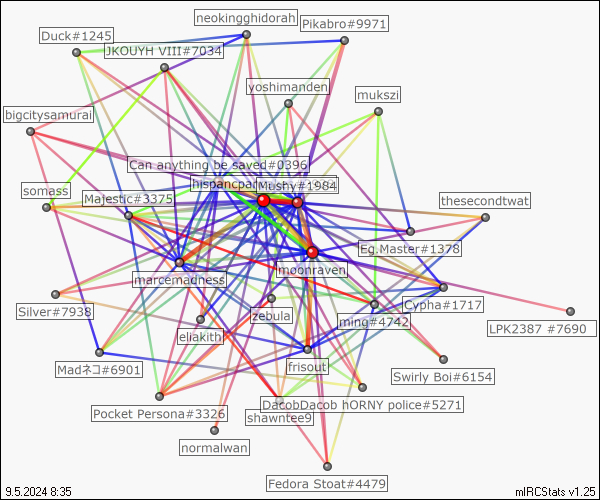 neokingghidorah
Pikabro#9971
Duck#1245
JKOUYH VIII#7034
yoshimanden
mukszi
bigcitysamurai
Can anything be saved#0396
Mushy#1984
somass
Majestic#3375
thesecondtwat
Eg.Master#1378
moonraven
marcemadness
Silver#7938
zebula
Cypha#1717
ming#4742
LPK2387 #7690
eliakith
Madネコ#6901
frisout
Swirly Boi#6154
DacobDacob hORNY police#5271
Pocket Persona#3326
shawntee9
normalwan
Fedora Stoat#4479
9.5.2024 8:35
mIRCStats v1.25